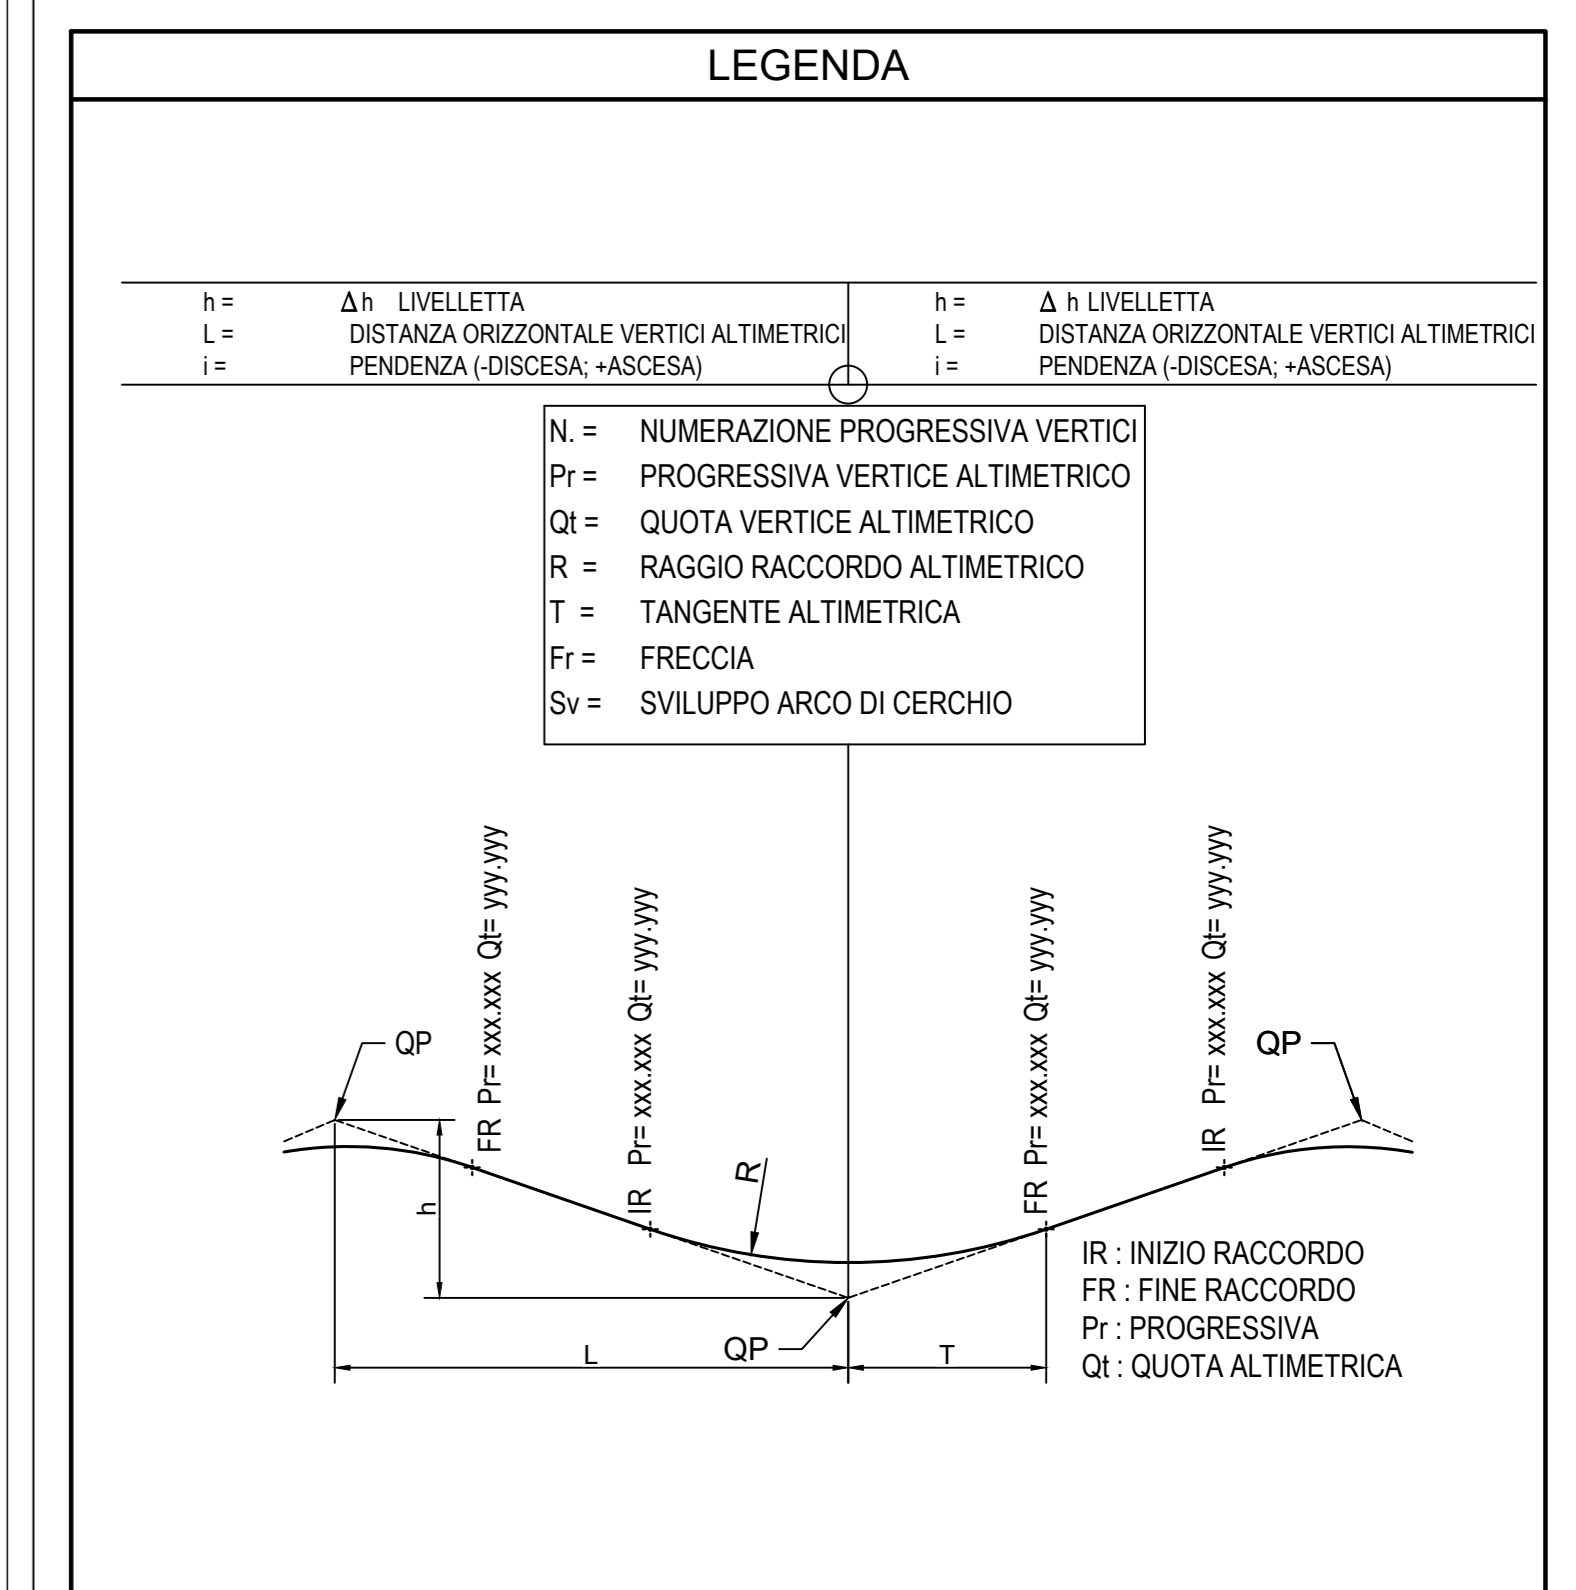 LEGENDA
h = Δ h LIVELLETTA
L = DISTANZA ORIZZONTALE VERTICI ALTIMETRICI
i = PENDENZA (-DISCESA; +ASCESA)
h = Δ h LIVELLETTA
L = DISTANZA ORIZZONTALE VERTICI ALTIMETRICI
i = PENDENZA (-DISCESA; +ASCESA)
N. = NUMERAZIONE PROGRESSIVA VERTICI
Pr = PROGRESSIVA VERTICE ALTIMETRICO
Qt = QUOTA VERTICE ALTIMETRICO
R = RAGGIO RACCORDO ALTIMETRICO
T = TANGENTE ALTIMETRICA
Fr = FRECCIA
Sv = SVILUPPO ARCO DI CERCHIO
QP
FR Pr= xxx.xxx Qt= yyy.yyy
IR Pr= xxx.xxx Qt= yyy.yyy
FR Pr= xxx.xxx Qt= yyy.yyy
IR Pr= xxx.xxx Qt= yyy.yyy
QP
h
R
QP
L
T
IR : INIZIO RACCORDO
FR : FINE RACCORDO
Pr : PROGRESSIVA
Qt : QUOTA ALTIMETRICA